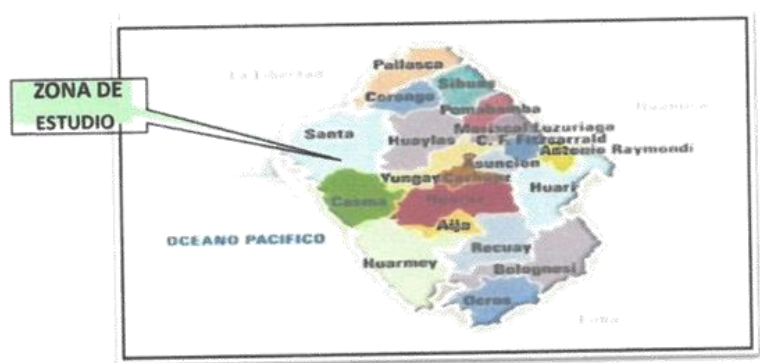 ZONA DE
ESTUDIO
La Libertad
Pallasca
Sihuas
Corongo
Pomabamba
Santa
Huaylas
Mariscal Luzuriaga
C. F. Fitzcarrald
Antonio Raymondi
Asuncion
Yungay
Carhuaz
Huari
Casma
Huaraz
Aija
OCEANO PACIFICO
Recuay
Huarmey
Bolognesi
Ocros
Lima